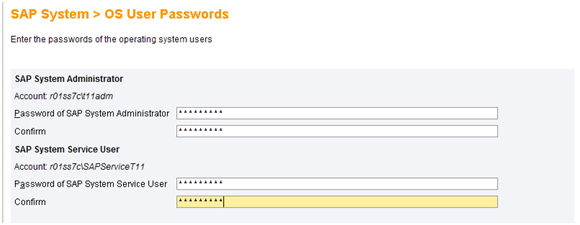 SAP System > OS User Passwords
Enter the passwords of the operating system users
SAP System Administrator
Account: r01ss7c\t11adm
Password of SAP System Administrator *********
Confirm *********
SAP System Service User
Account: r01ss7c\SAPServiceT11
Password of SAP System Service User *********
Confirm *********